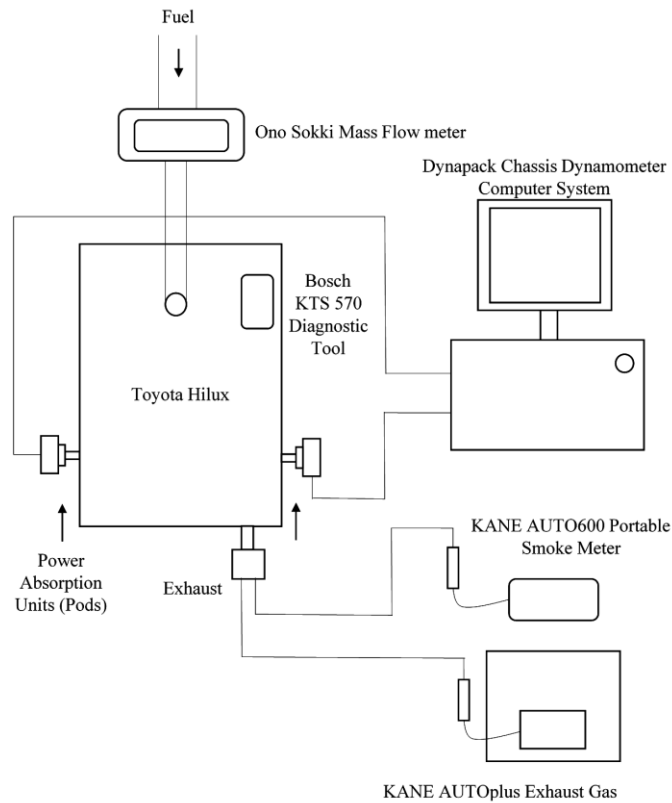 Fuel
Ono Sokki Mass Flow meter
Dynapack Chassis Dynamometer
Computer System
Bosch
KTS 570
Diagnostic
Tool
Toyota Hilux
KANE AUTO600 Portable
Smoke Meter
Power
Absorption
Units (Pods)
Exhaust
KANE AUTOplus Exhaust Gas